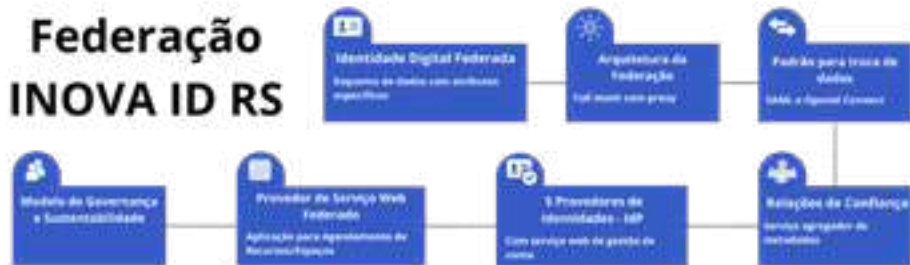 Federação
INOVA ID RS
Identidade Digital Federada
Esquema de dados com atributos
específicos
Arquitetura da
Federação
Full mesh com proxy
Padrão para troca de
dados
SAML e OpenId Connect
Modelo de Governança
e Sustentabilidade
Provedor de Serviço Web
Federado
Aplicação para Agendamento de
Recursos/Espaços
5 Provedores de
Identidades - IdP
Com serviço web de gestão de
contas
Relações de Confiança
Serviço agregador de
metadados